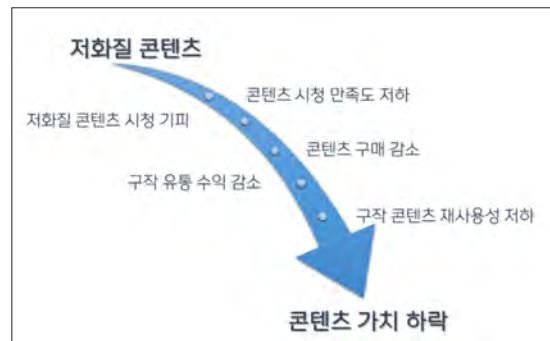 저화질 콘텐츠
콘텐츠 시청 만족도 저하
저화질 콘텐츠 시청 기피
콘텐츠 구매 감소
구작 유통 수익 감소
구작 콘텐츠 재사용성 저하
콘텐츠 가치 하락